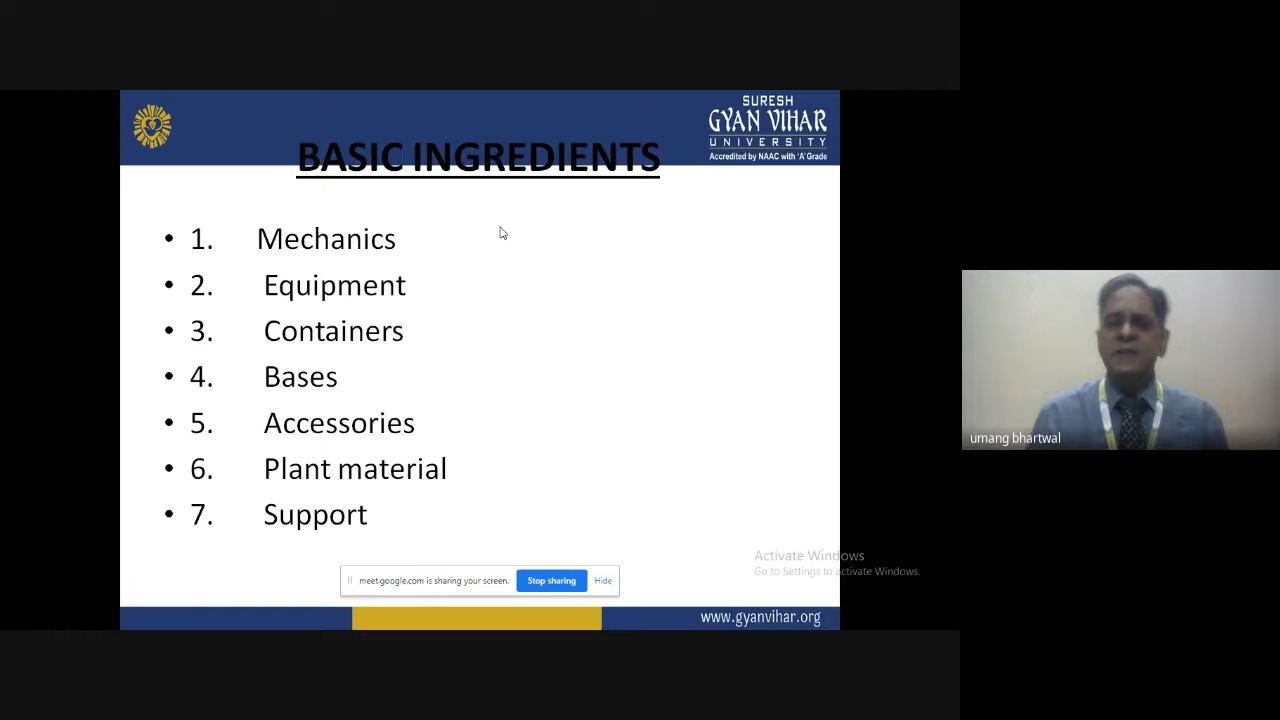 SURESH
GYAN VIHAR
UNIVERSITY
Accredited by NAAC with 'A' Grade
BASIC INGREDIENTS
• 1. Mechanics
• 2. Equipment
• 3. Containers
• 4. Bases
• 5. Accessories
• 6. Plant material
• 7. Support
umang bhartwal
Activate Windows
Go to Settings to activate Windows.
meet.google.com is sharing your screen. Stop sharing Hide
www.gyanvihar.org